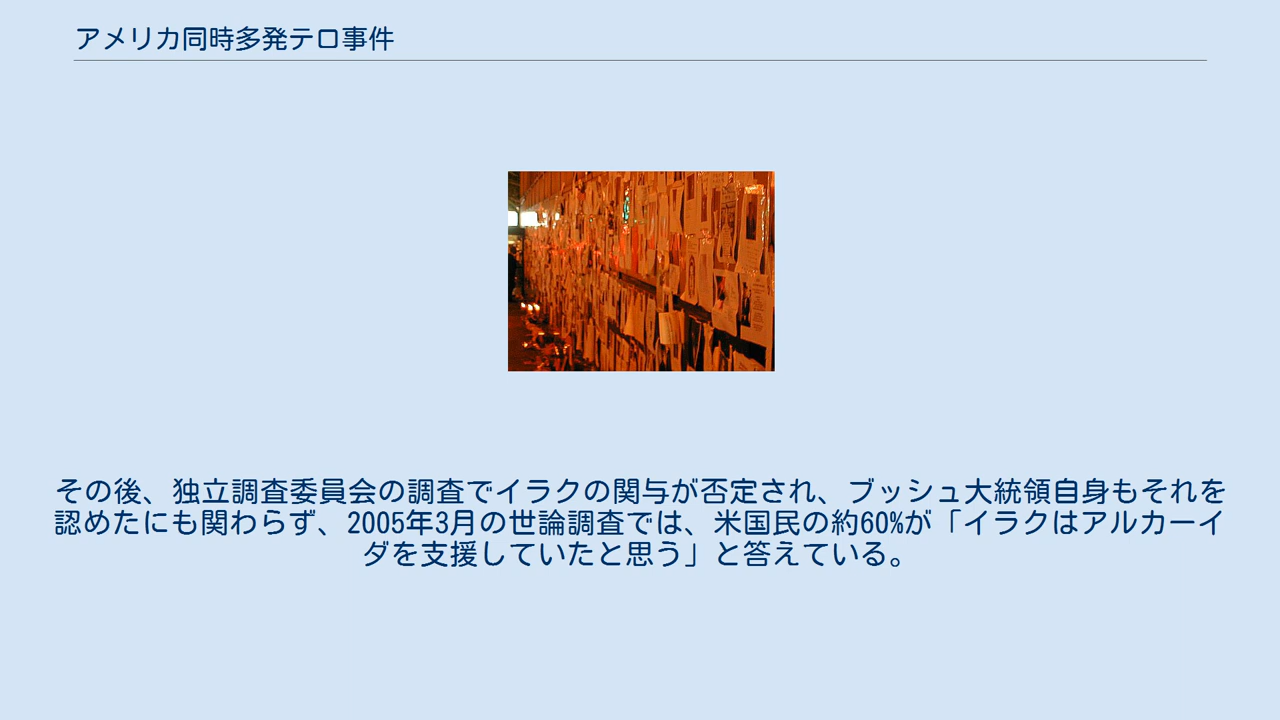 アメリカ同時多発テロ事件
その後、独立調査委員会の調査でイラクの関与が否定され、ブッシュ大統領自身もそれを
認めたにも関わらず、2005年3月の世論調査では、米国民の約60%が「イラクはアルカーイ
ダを支援していたと思う」と答えている。